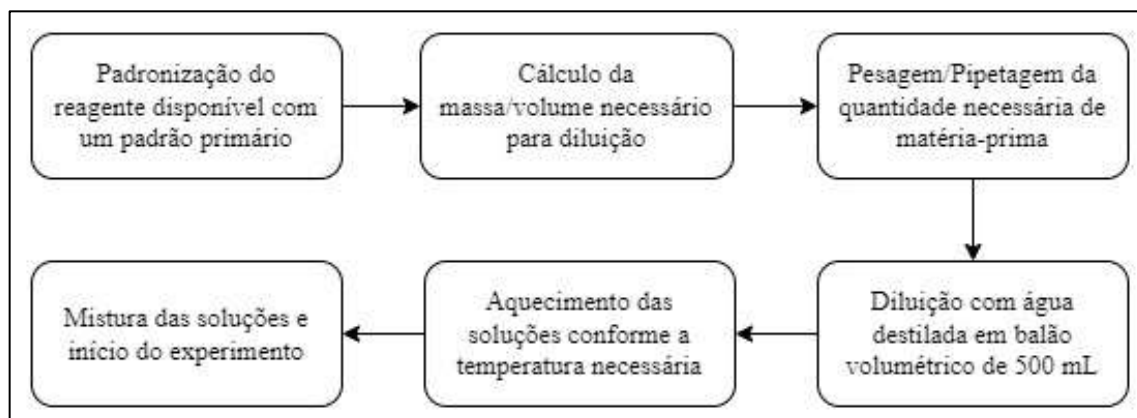 Padronização do
reagente disponível com
um padrão primário
Cálculo da
massa/volume necessário
para diluição
Pesagem/Pipetagem da
quantidade necessária de
matéria-prima
Diluição com água
destilada em balão
volumétrico de 500 mL
Aquecimento das
soluções conforme a
temperatura necessária
Mistura das soluções e
início do experimento